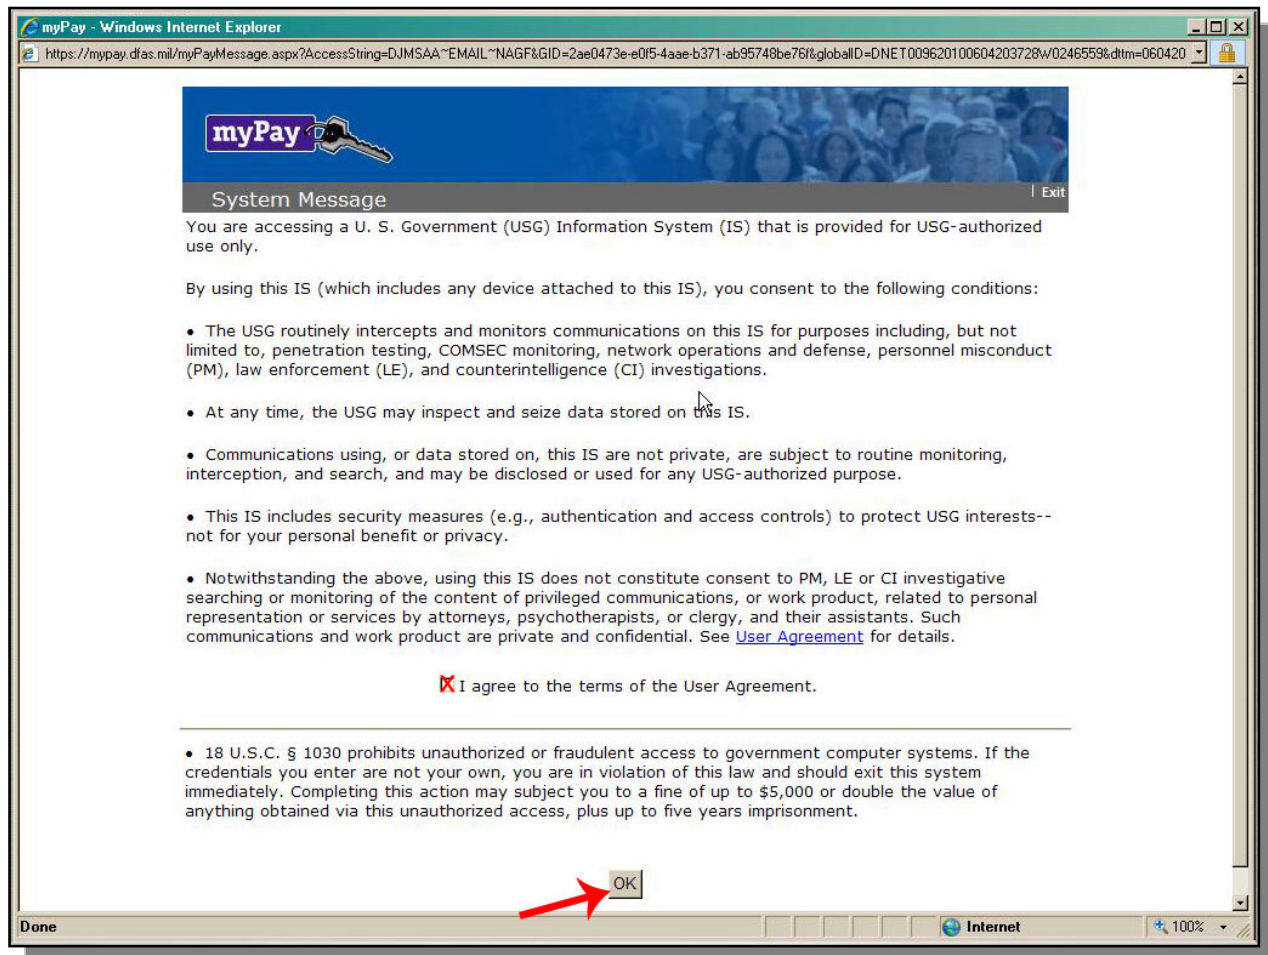 myPay - Windows Internet Explorer
https://mypay.dfas.mil/myPayMessage.aspx?AccessString=DJMSAA~EMAIL~NAGF&GID=2ae0473e-e0f5-4aae-b371-ab95748be76f&globalID=DNET009620100604203728W0246559&dttm=060420
myPay
System Message
| Exit
You are accessing a U. S. Government (USG) Information System (IS) that is provided for USG-authorized
use only.
By using this IS (which includes any device attached to this IS), you consent to the following conditions:
• The USG routinely intercepts and monitors communications on this IS for purposes including, but not
limited to, penetration testing, COMSEC monitoring, network operations and defense, personnel misconduct
(PM), law enforcement (LE), and counterintelligence (CI) investigations.
• At any time, the USG may inspect and seize data stored on this IS.
• Communications using, or data stored on, this IS are not private, are subject to routine monitoring,
interception, and search, and may be disclosed or used for any USG-authorized purpose.
• This IS includes security measures (e.g., authentication and access controls) to protect USG interests--
not for your personal benefit or privacy.
• Notwithstanding the above, using this IS does not constitute consent to PM, LE or CI investigative
searching or monitoring of the content of privileged communications, or work product, related to personal
representation or services by attorneys, psychotherapists, or clergy, and their assistants. Such
communications and work product are private and confidential. See User Agreement for details.
I agree to the terms of the User Agreement.
• 18 U.S.C. § 1030 prohibits unauthorized or fraudulent access to government computer systems. If the
credentials you enter are not your own, you are in violation of this law and should exit this system
immediately. Completing this action may subject you to a fine of up to $5,000 or double the value of
anything obtained via this unauthorized access, plus up to five years imprisonment.
OK
Done
Internet
100%